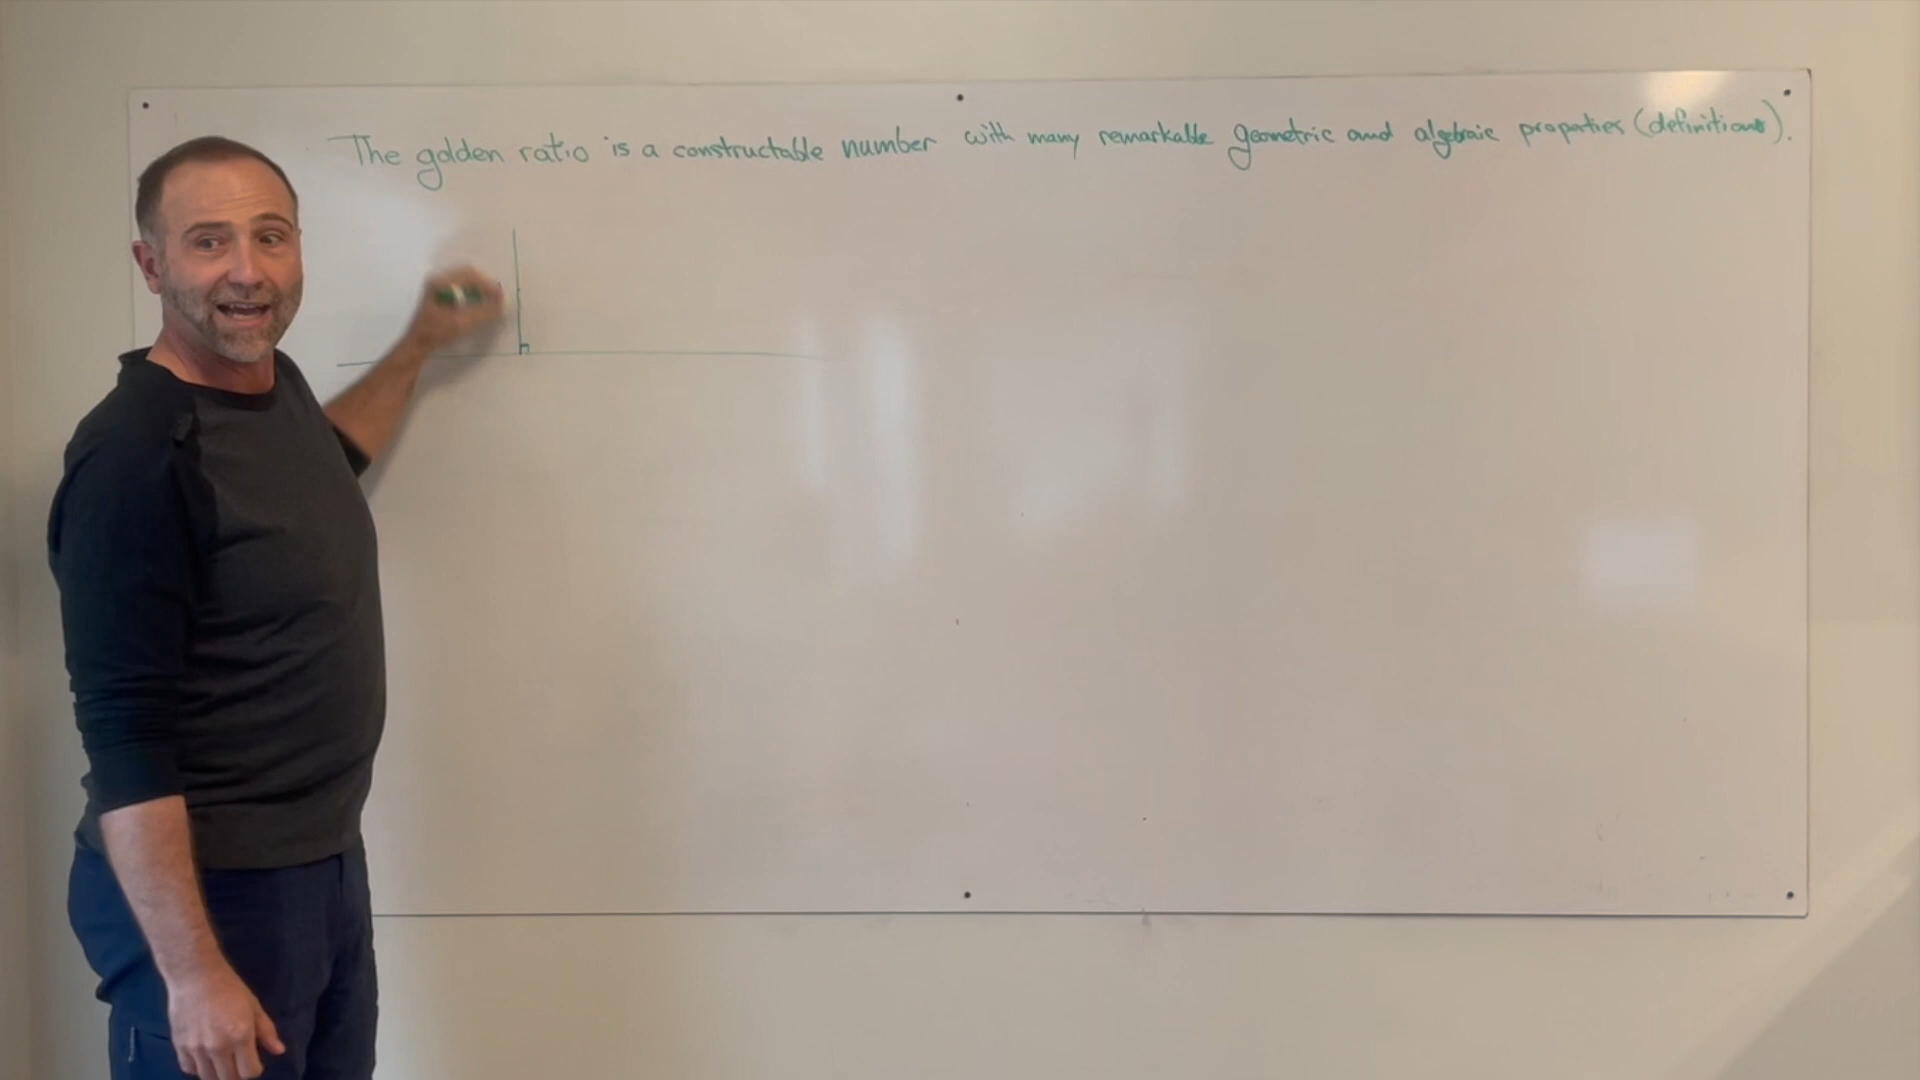 The golden ratio is a constructable number with many remarkable geometric and algebraic properties (definitions).